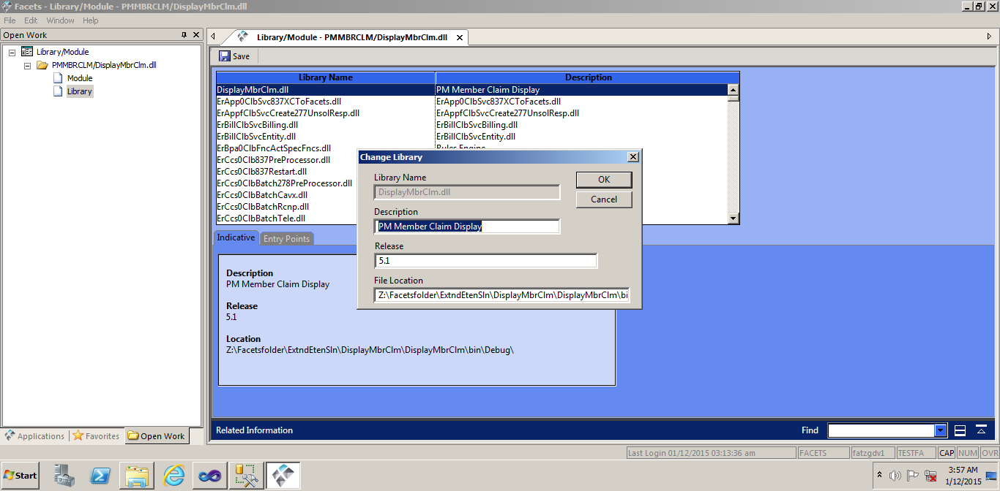 Facets - Library/Module - PMMBRCLM/DisplayMbrClm.dll
File Edit Window Help
Open Work
Library/Module
PMMBRCLM/DisplayMbrClm.dll
Module
Library
Library/Module - PMMBRCLM/DisplayMbrClm.dll
Save
Library Name Description
DisplayMbrClm.dll PM Member Claim Display
ErApp0ClbSvc837XCToFacets.dll ErApp0ClbSvc837XCToFacets.dll
ErAppfClbSvcCreate277UnsolResp.dll ErAppfClbSvcCreate277UnsolResp.dll
ErBillClbSvcBilling.dll ErBillClbSvcBilling.dll
ErBillClbSvcEntity.dll ErBillClbSvcEntity.dll
ErBpa0ClbFncActSpecFncs.dll Rules Engine
ErCcs0Clb837PreProcessor.dll
ErCcs0Clb837Restart.dll
ErCcs0ClbBatch278PreProcessor.dll
ErCcs0ClbBatchCavx.dll
ErCcs0ClbBatchRcnp.dll
ErCcs0ClbBatchTele.dll
Change Library
Library Name
DisplayMbrClm.dll
OK
Cancel
Description
PM Member Claim Display
Release
5.1
File Location
Z:\Facetsfolder\ExtndEtenSln\DisplayMbrClm\DisplayMbrClm\bi
Indicative Entry Points
Description
PM Member Claim Display
Release
5.1
Location
Z:\Facetsfolder\ExtndEtenSln\DisplayMbrClm\DisplayMbrClm\bin\Debug\
Related Information Find
Applications Favorites Open Work
Last Login 01/12/2015 03:13:36 am FACETS fatzgdv1 TESTFA CAP NUM OVR
Start
3:57 AM
1/12/2015